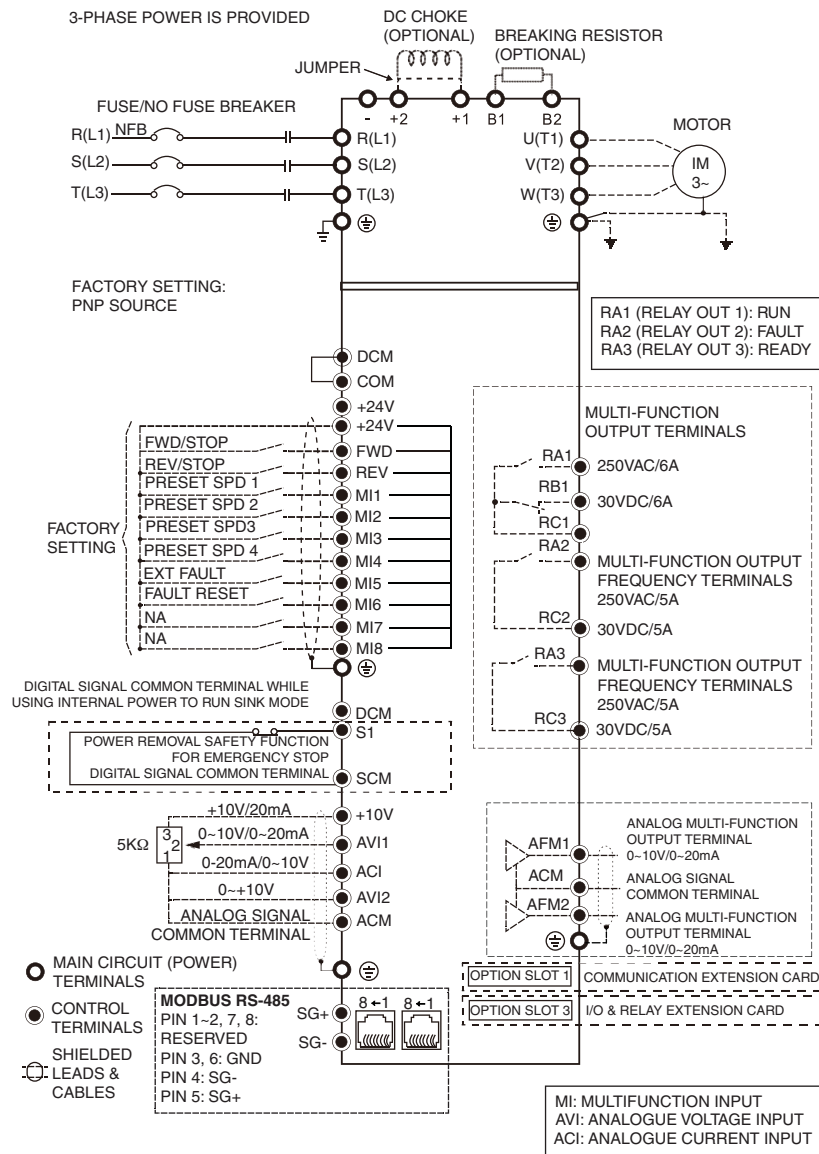 3-PHASE POWER IS PROVIDED
DC CHOKE
(OPTIONAL)
BREAKING RESISTOR
(OPTIONAL)
JUMPER
- +2 +1 B1 B2
FUSE/NO FUSE BREAKER
R(L1) NFB
S(L2)
T(L3)
R(L1)
S(L2)
T(L3)
U(T1)
V(T2)
W(T3)
MOTOR
IM
3~
FACTORY SETTING:
PNP SOURCE
RA1 (RELAY OUT 1): RUN
RA2 (RELAY OUT 2): FAULT
RA3 (RELAY OUT 3): READY
DCM
COM
+24V
+24V
FWD/STOP
FWD
REV/STOP
REV
PRESET SPD 1
MI1
PRESET SPD 2
MI2
PRESET SPD3
MI3
PRESET SPD 4
MI4
EXT FAULT
MI5
FAULT RESET
MI6
NA
MI7
NA
MI8
FACTORY
SETTING
MULTI-FUNCTION
OUTPUT TERMINALS
RA1
250VAC/6A
RB1
30VDC/6A
RC1
RA2
MULTI-FUNCTION OUTPUT
FREQUENCY TERMINALS
250VAC/5A
RC2
30VDC/5A
RA3
MULTI-FUNCTION OUTPUT
FREQUENCY TERMINALS
250VAC/5A
RC3
30VDC/5A
DIGITAL SIGNAL COMMON TERMINAL WHILE
USING INTERNAL POWER TO RUN SINK MODE
DCM
S1
POWER REMOVAL SAFETY FUNCTION
FOR EMERGENCY STOP
DIGITAL SIGNAL COMMON TERMINAL
SCM
+10V/20mA
+10V
5KΩ
3
2
1
0~10V/0~20mA
AVI1
0-20mA/0~10V
ACI
0~+10V
AVI2
ANALOG SIGNAL
COMMON TERMINAL
ACM
AFM1
ANALOG MULTI-FUNCTION
OUTPUT TERMINAL
0~10V/0~20mA
ACM
ANALOG SIGNAL
COMMON TERMINAL
AFM2
ANALOG MULTI-FUNCTION
OUTPUT TERMINAL
0~10V/0~20mA
OPTION SLOT 1 COMMUNICATION EXTENSION CARD
OPTION SLOT 3 I/O & RELAY EXTENSION CARD
MAIN CIRCUIT (POWER)
TERMINALS
CONTROL
TERMINALS
SHIELDED
LEADS &
CABLES
MODBUS RS-485
PIN 1~2, 7, 8:
RESERVED
PIN 3, 6: GND
PIN 4: SG-
PIN 5: SG+
SG+
SG-
8←1 8←1
MI: MULTIFUNCTION INPUT
AVI: ANALOGUE VOLTAGE INPUT
ACI: ANALOGUE CURRENT INPUT